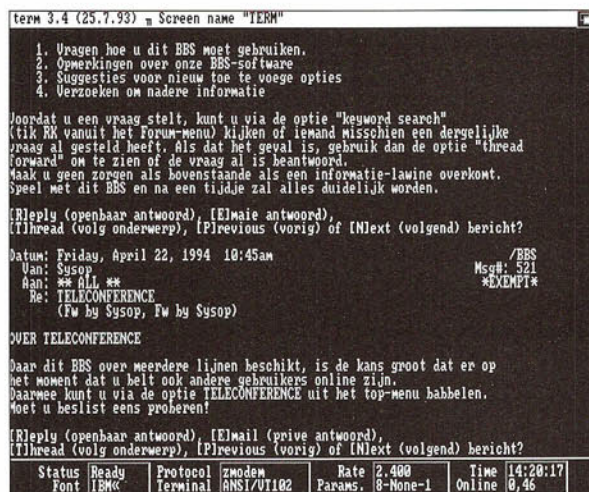 term 3.4 (25.7.93) m Screen name "TERM"
1. Vragen hoe u dit BBS moet gebruiken.
2. Opmerkingen over onze BBS-software
3. Suggesties voor nieuw toe te voege opties
4. Verzoeken om nadere informatie
Voordat u een vraag stelt, kunt u via de optie "keyword search"
(tik RK vanuit het Forum-menu) kijken of iemand misschien een dergelijke
vraag al gesteld heeft. Als dat het geval is, gebruik dan de optie "thread
forward" om te zien of de vraag al is beantwoord.
Maak u geen zorgen als bovenstaande als een informatie-lawine overkomt.
Speel met dit BBS en na een tijdje zal alles duidelijk worden.
[R]eply (openbaar antwoord), [E]maie antwoord),
[T]hread (volg onderwerp), [P]revious (vorig) of [N]ext (volgend) bericht?
Datum: Friday, April 22, 1994 10:45am /BBS
Van: Sysop Msg#: 521
Aan: ** ALL ** *EXEMPT*
Re: TELECONFERENCE
(Fw by Sysop, Fw by Sysop)
OVER TELECONFERENCE
Daar dit BBS over meerdere lijnen beschikt, is de kans groot dat er op
het moment dat u belt ook andere gebruikers online zijn.
Daarmee kunt u via de optie TELECONFERENCE uit het top-menu babbelen.
Moet u beslist eens proberen!
[R]eply (openbaar antwoord), [E]mail (prive antwoord),
[T]hread (volg onderwerp), [P]revious (vorig) of [N]ext (volgend) bericht?
Status Ready Protocol zmodem Rate 2.400 Time 14:20:17
Font IBM« Terminal ANSI/VT102 Params. 8-None-1 Online 0,46